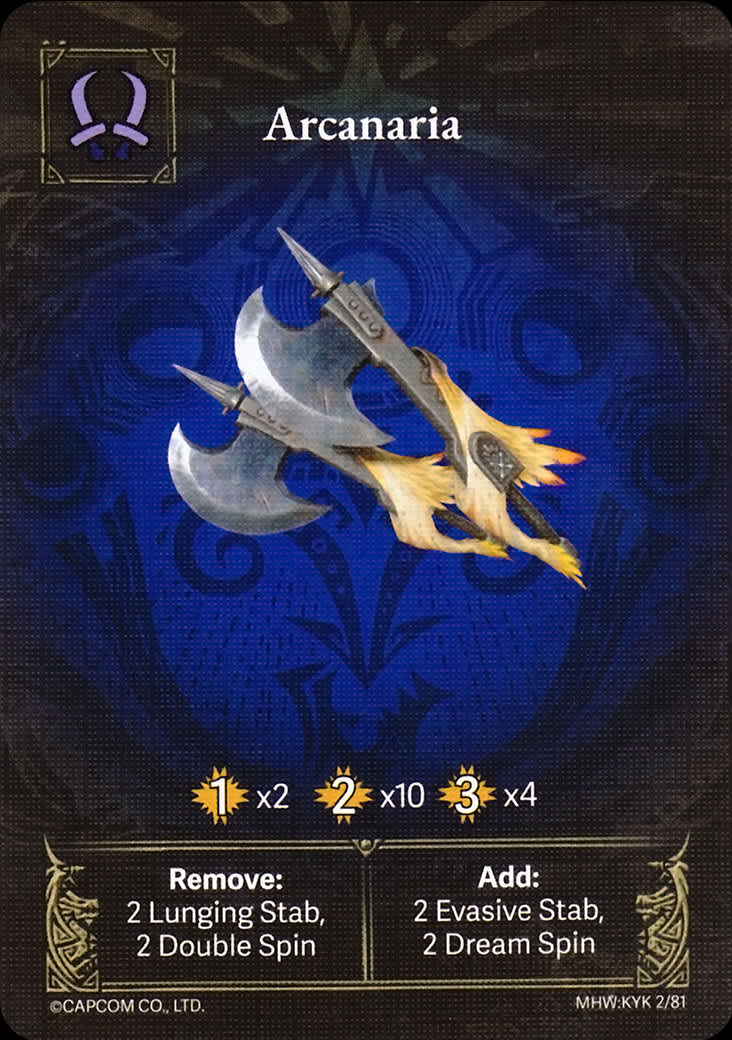 Arcanaria
1 x2 2 x10 3 x4
Remove:
2 Lunging Stab,
2 Double Spin
Add:
2 Evasive Stab,
2 Dream Spin
©CAPCOM CO., LTD.
MHW:KYK 2/81